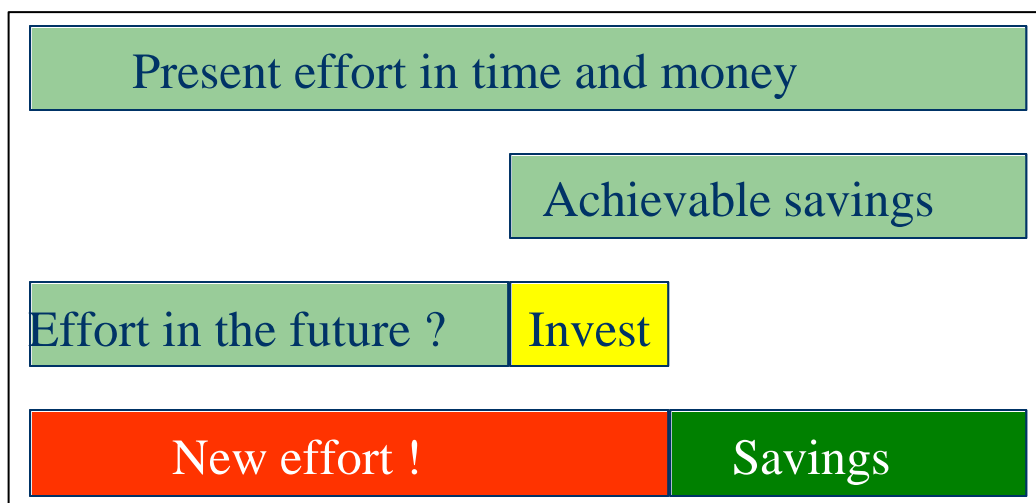 Present effort in time and money
Achievable savings
Effort in the future ? Invest
New effort ! Savings